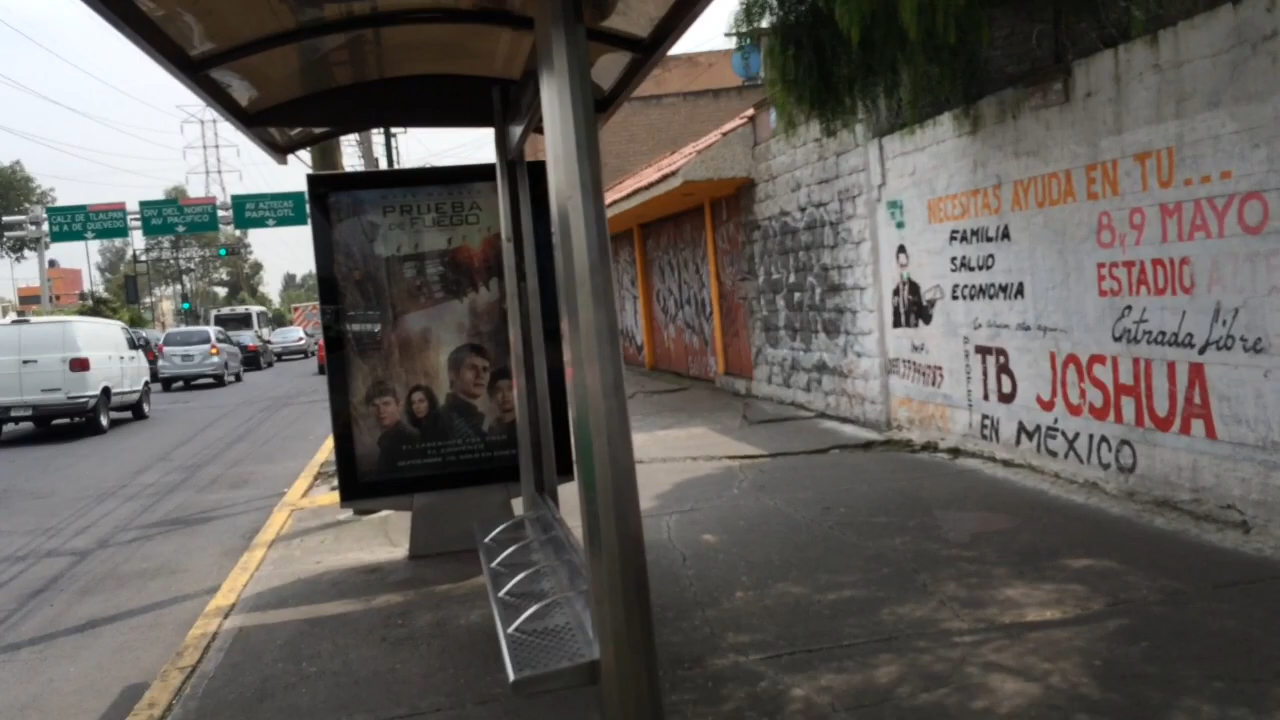 CALZ DE TLALPAN
M A DE QUEVEDO
DIV DEL NORTE
AV PACIFICO
AV AZTECAS
PAPALOTL
PRUEBA
DE FUEGO
NECESITAS AYUDA EN TU...
FAMILIA
SALUD
ECONOMIA
8 y 9 MAYO
ESTADIO
Entrada Libre
TB JOSHUA
EN MÉXICO